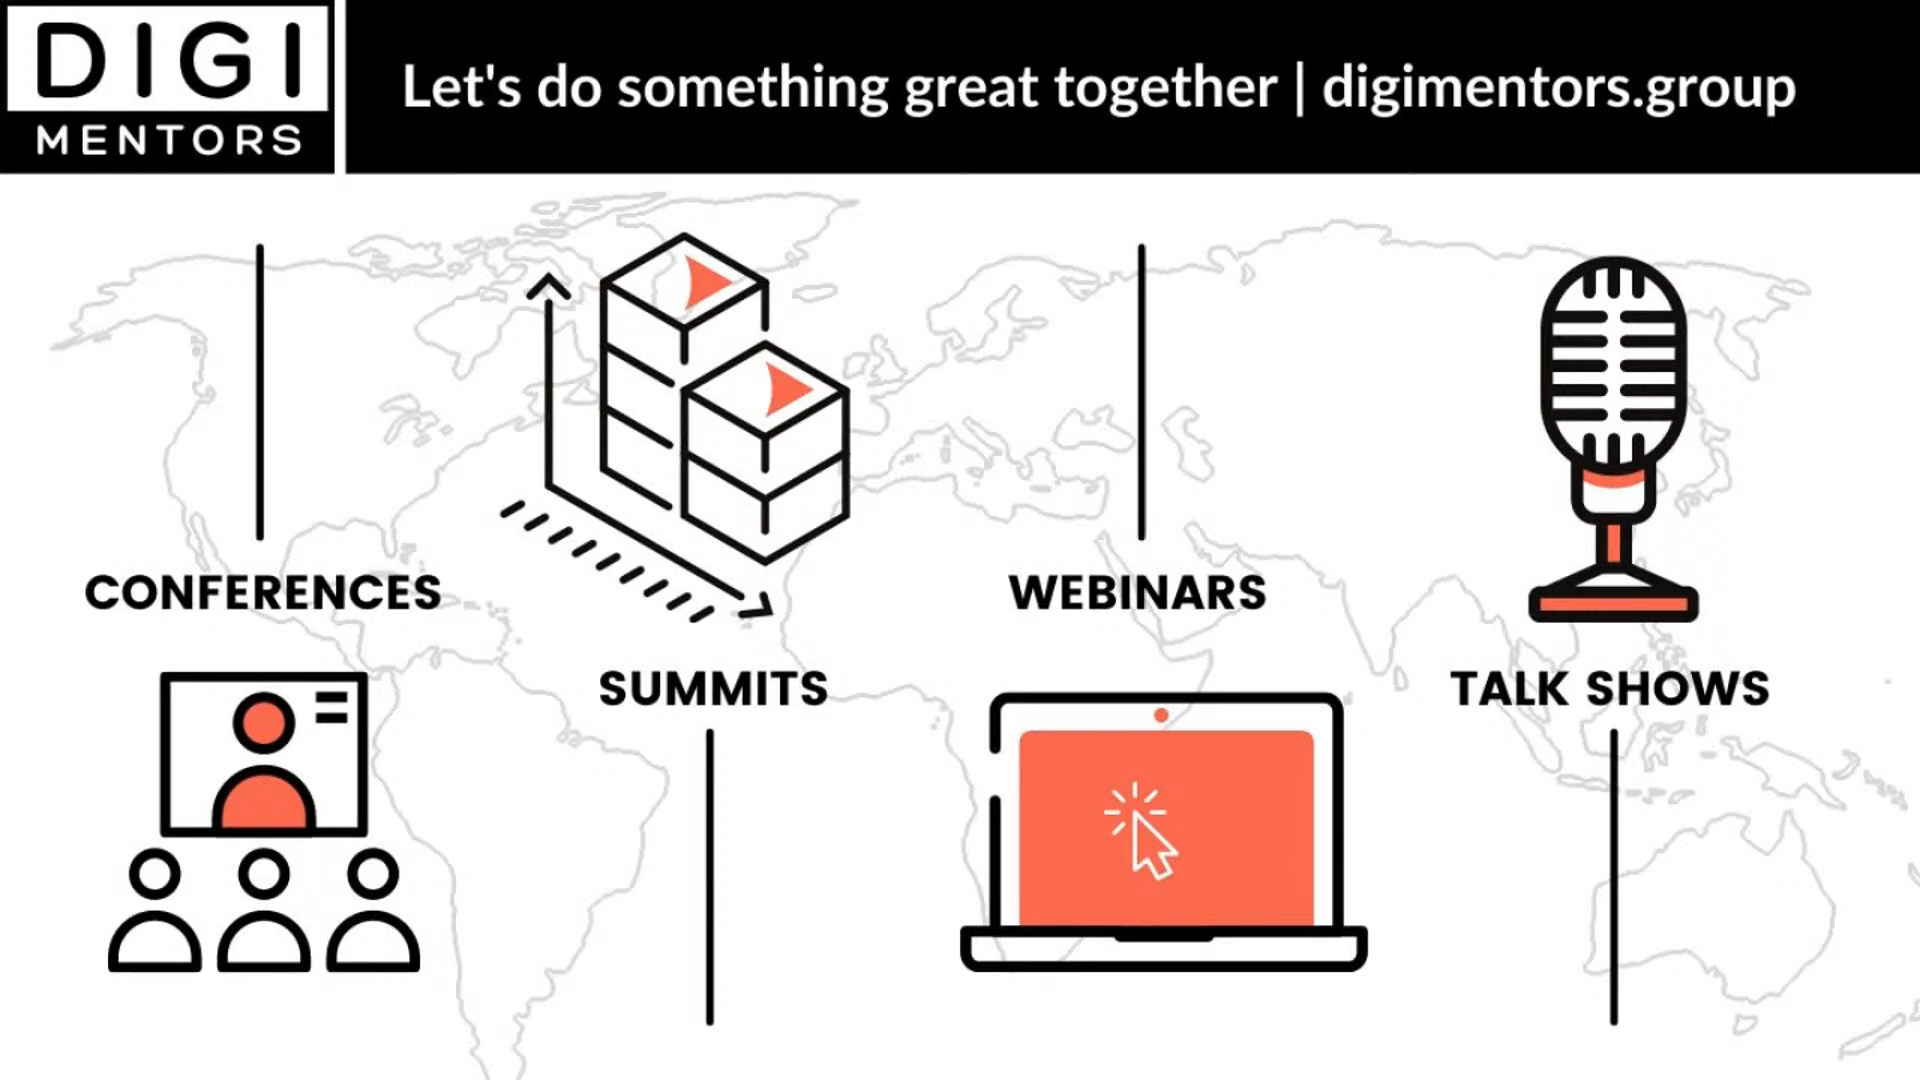 DIGI
MENTORS
Let's do something great together | digimentors.group
CONFERENCES
SUMMITS
WEBINARS
TALK SHOWS